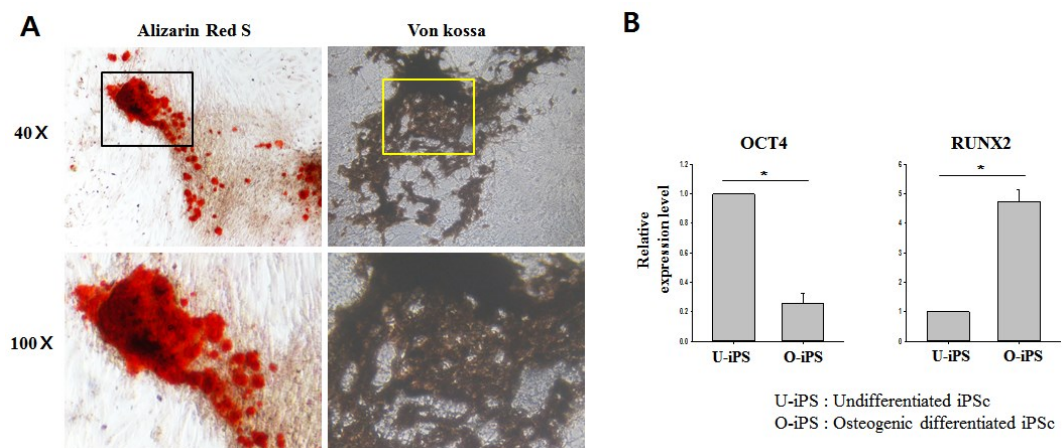 A
Alizarin Red S
Von kossa
40X
100X
B
OCT4
RUNX2
Relative
expression level
1.2
1.0
0.8
0.6
0.4
0.2
0.0
*
U-iPS
O-iPS
6
5
4
3
2
1
0
*
U-iPS
O-iPS
U-iPS : Undifferentiated iPSc
O-iPS : Osteogenic differentiated iPSc